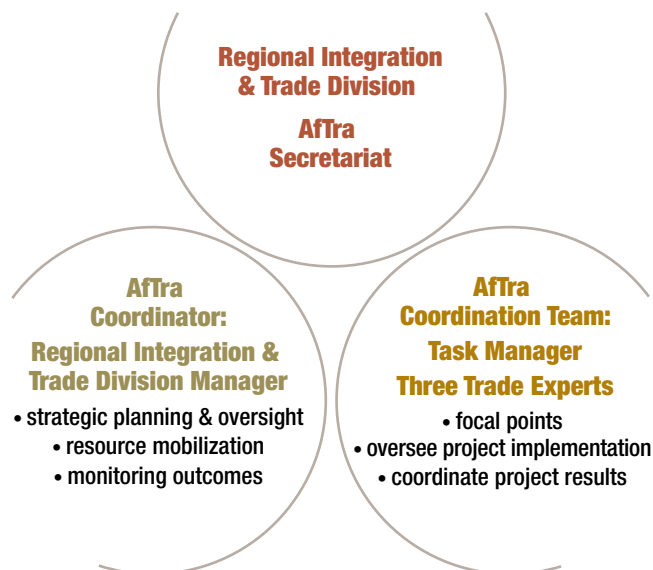 Regional Integration
& Trade Division
AfTra
Secretariat
AfTra
Coordinator:
Regional Integration &
Trade Division Manager
• strategic planning & oversight
• resource mobilization
• monitoring outcomes
AfTra
Coordination Team:
Task Manager
Three Trade Experts
• focal points
• oversee project implementation
• coordinate project results